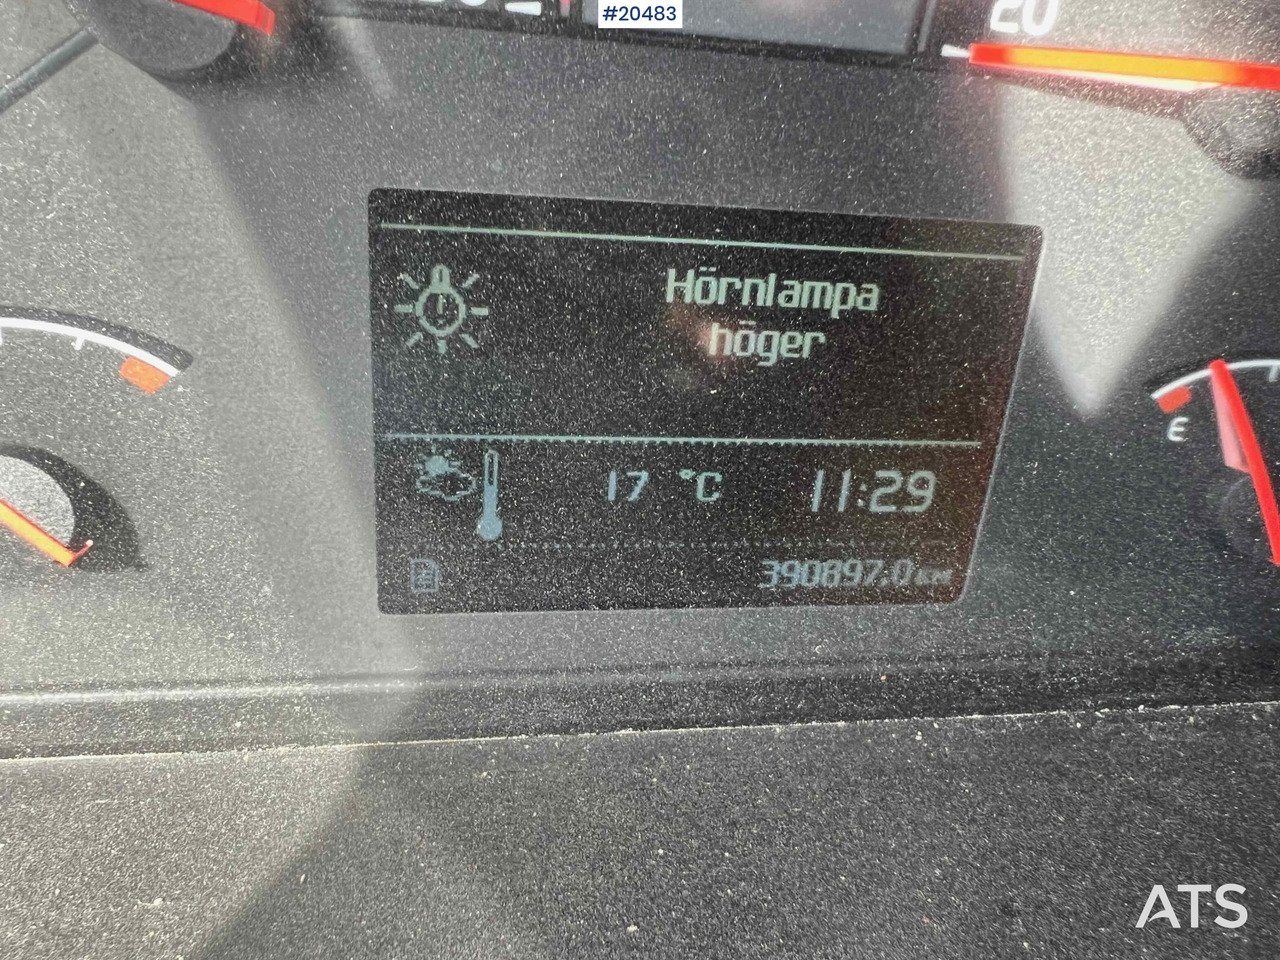 #20483
20
Hörnlampa
höger
E
17 °C 11:29
390897.0 KM
ATS